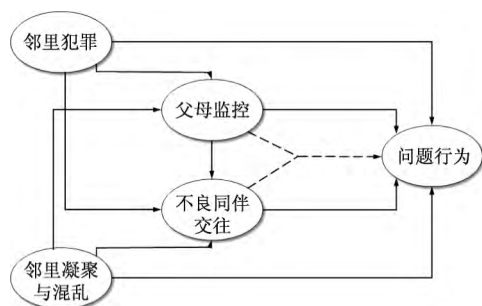 邻里犯罪
父母监控
问题行为
不良同伴
交往
邻里凝聚
与混乱